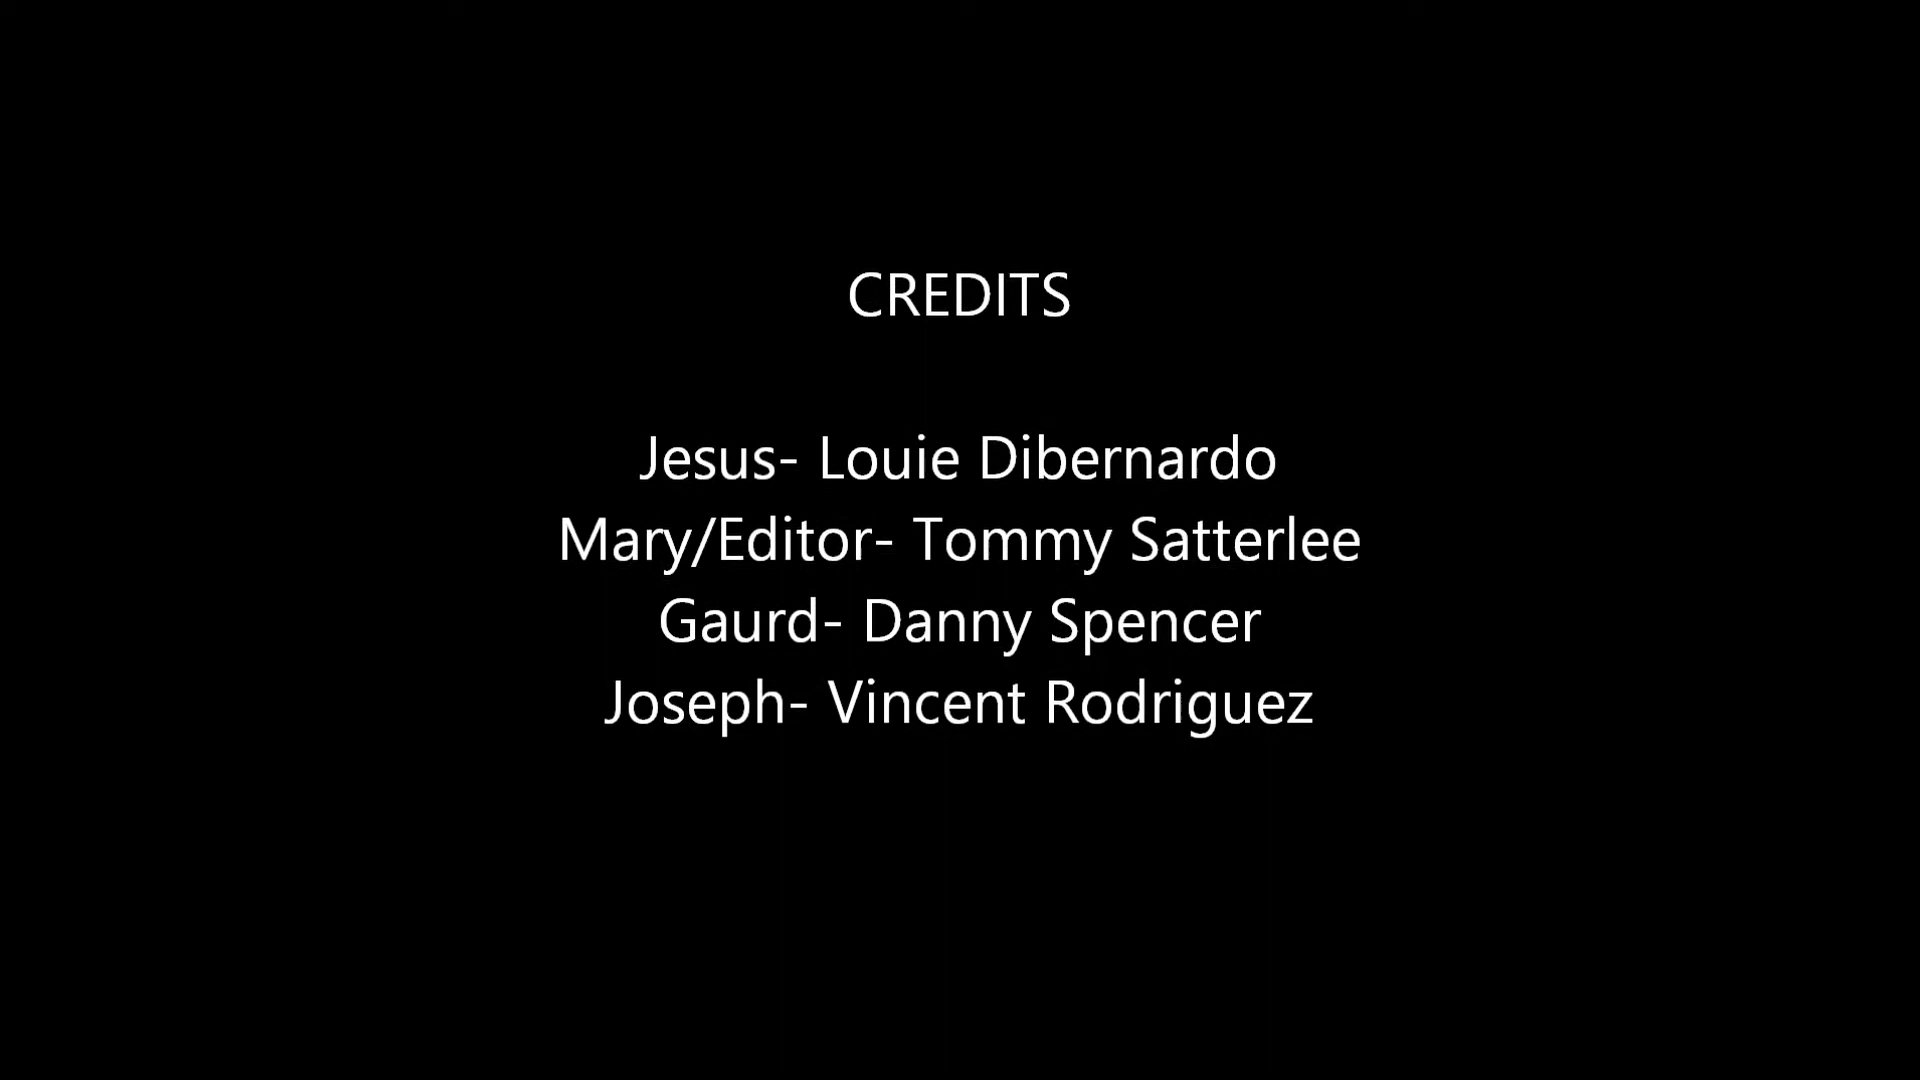 CREDITS
Jesus- Louie Dibernardo
Mary/Editor- Tommy Satterlee
Gaurd- Danny Spencer
Joseph- Vincent Rodriguez